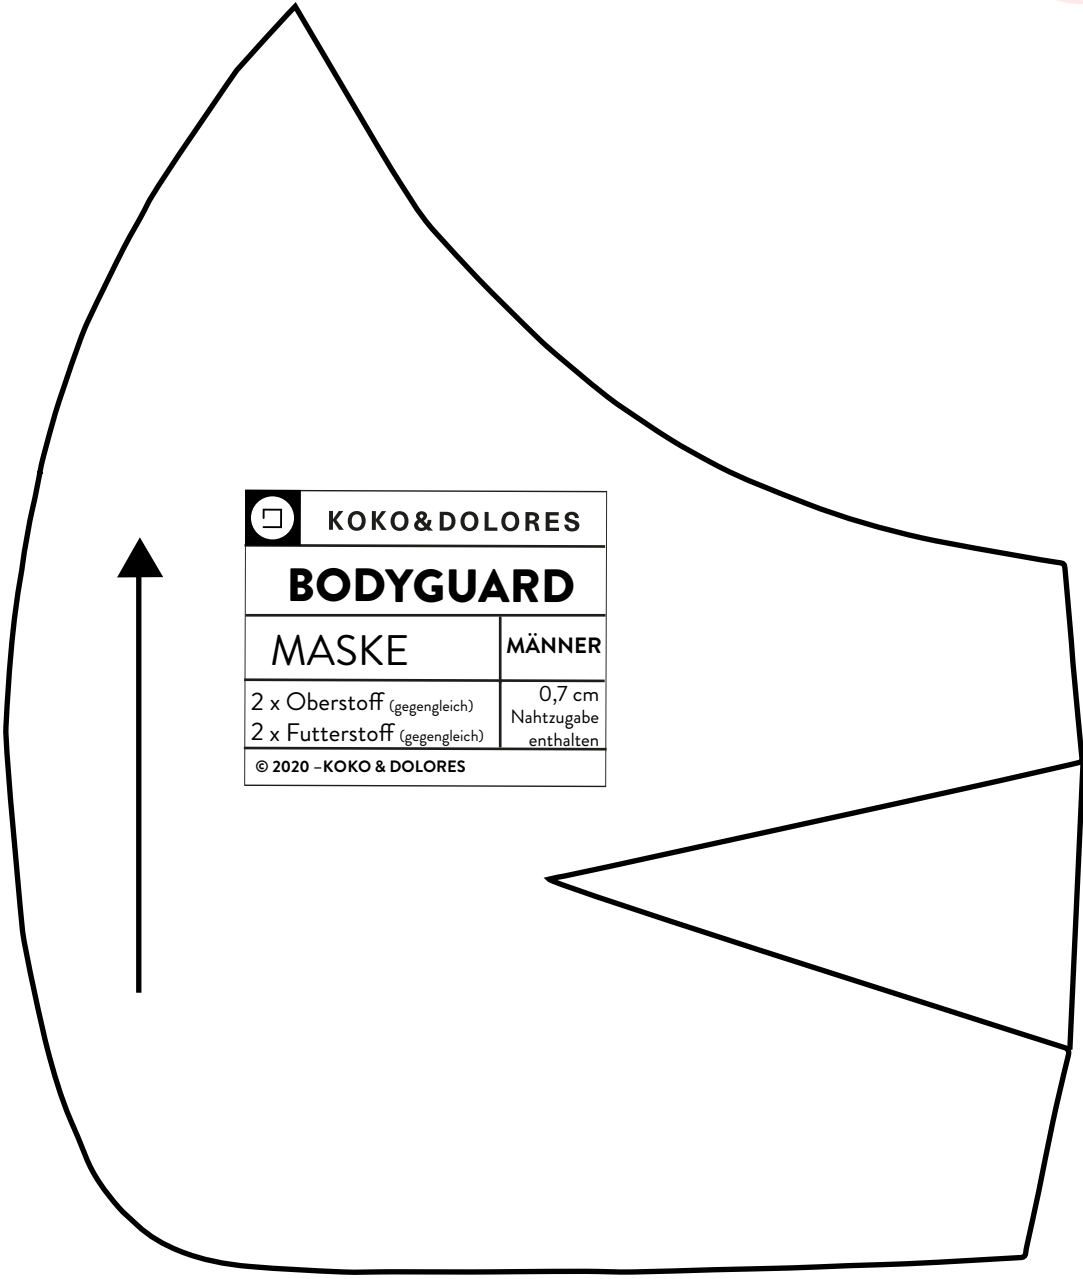 KOKO&DOLORES
BODYGUARD
MASKE
MÄNNER
2 x Oberstoff (gegengleich)
2 x Futterstoff (gegengleich)
0,7 cm
Nahtzugabe
enthalten
© 2020 –KOKO & DOLORES